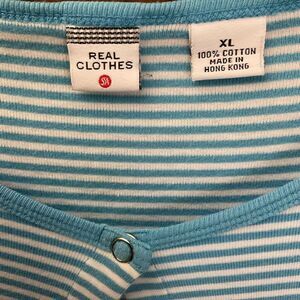 REAL
CLOTHES
XL
100% COTTON
MADE IN
HONG KONG